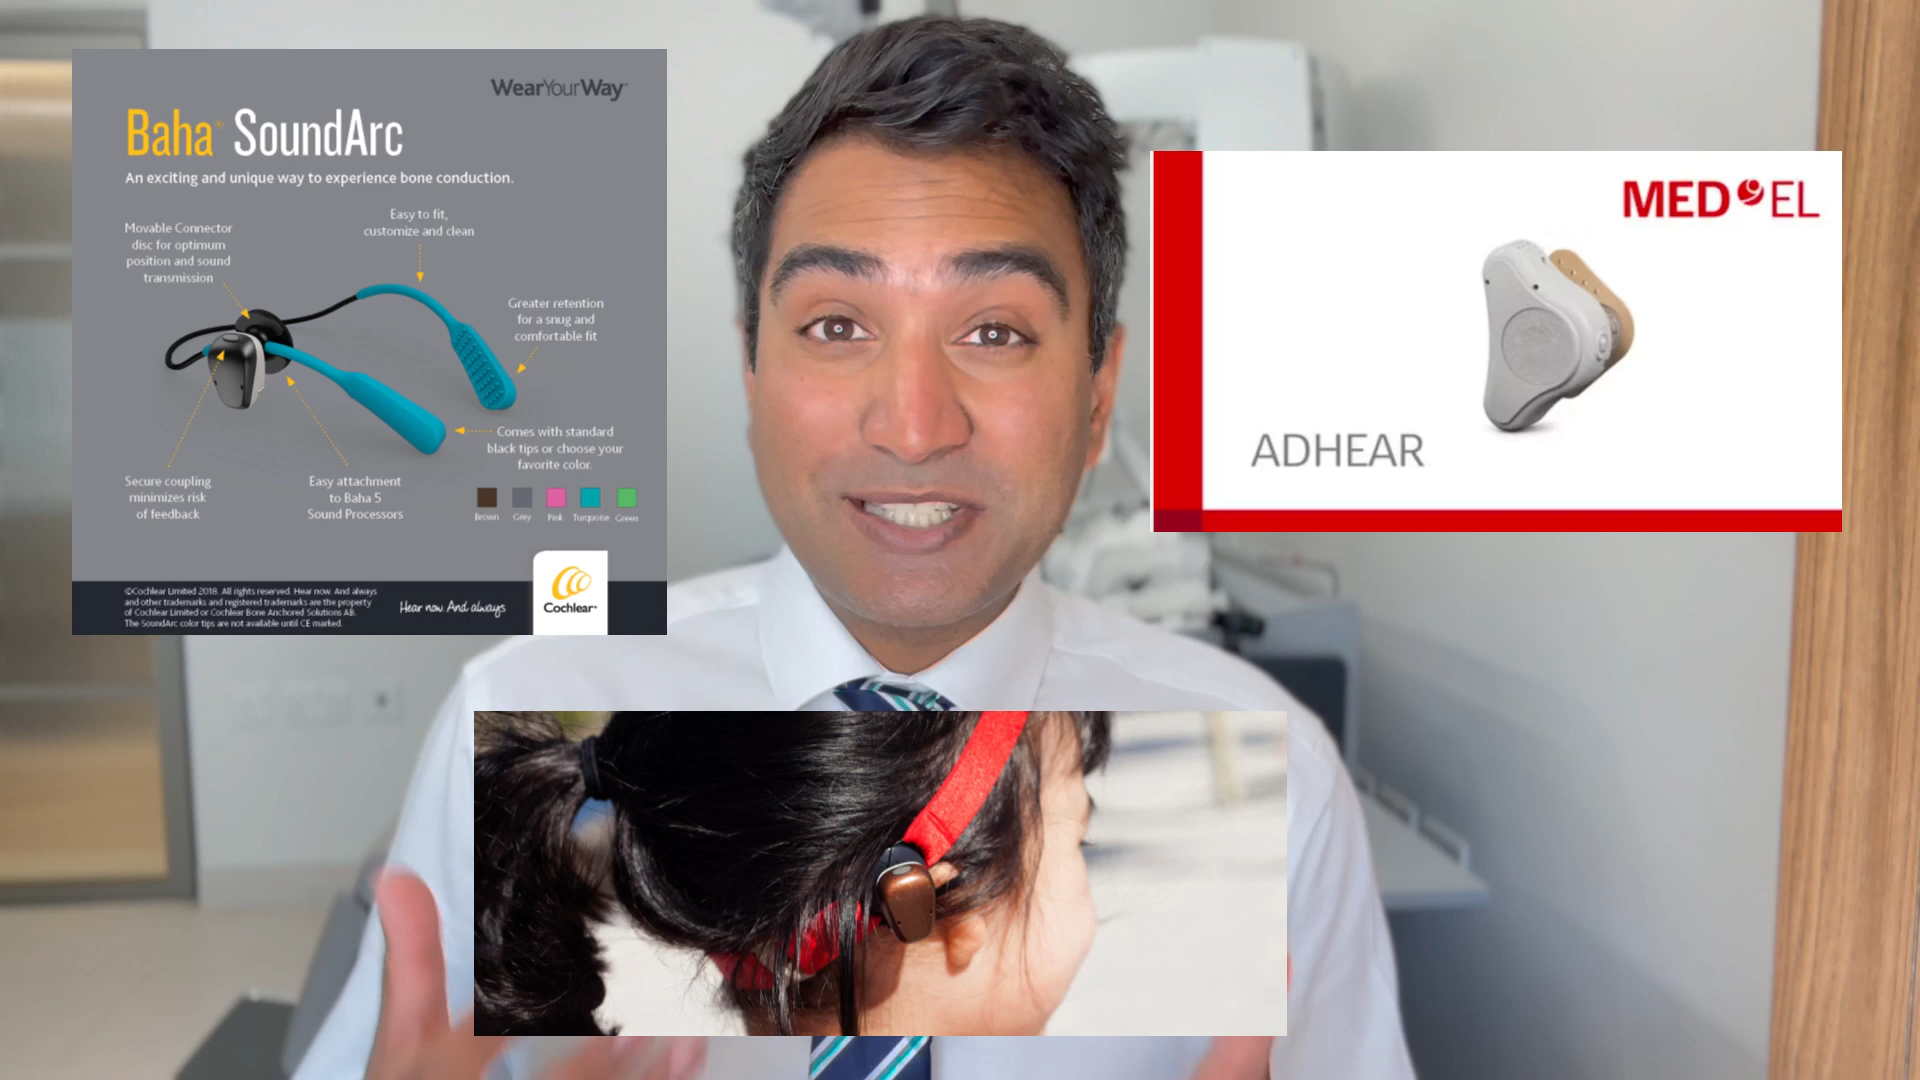 WearYourWay
Baha® SoundArc
An exciting and unique way to experience bone conduction.
Movable Connector
disc for optimum
position and sound
transmission
Easy to fit,
customize and clean
Greater retention
for a snug and
comfortable fit
Comes with standard
black tips or choose your
favorite color.
Secure coupling
minimizes risk
of feedback
Easy attachment
to Baha 5
Sound Processors
Brown Grey Pink Turquoise Green
©Cochlear Limited 2018. All rights reserved. Hear now. And always
and other trademarks and registered trademarks are the property
of Cochlear Limited or Cochlear Bone Anchored Solutions AB.
The SoundArc color tips are not available until CE marked.
Hear now. And always
Cochlear™
MED EL
ADHEAR